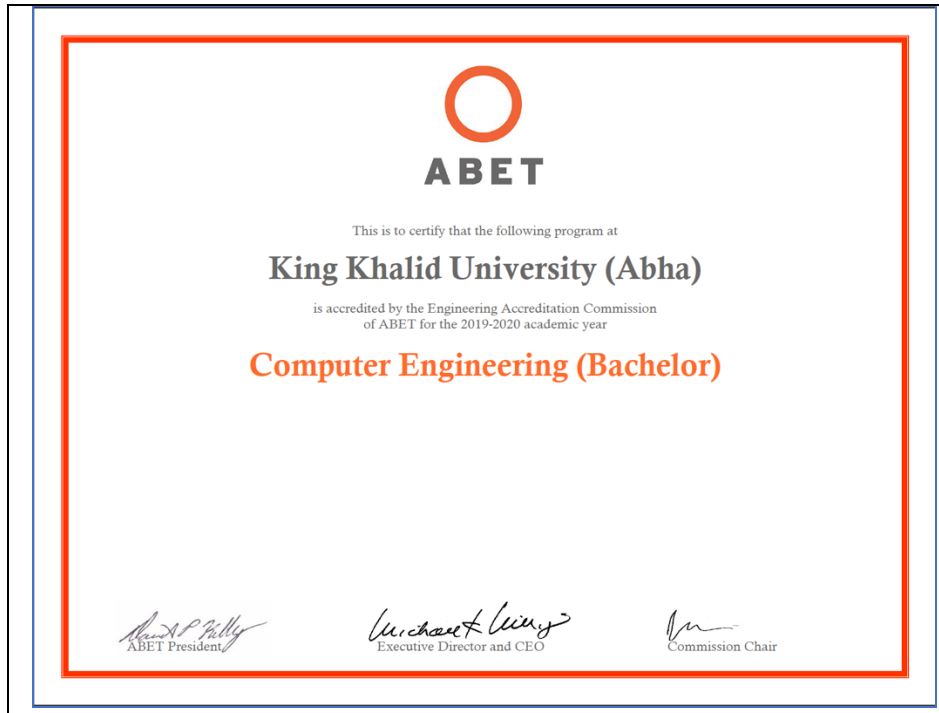 ABET
This is to certify that the following program at
King Khalid University (Abha)
is accredited by the Engineering Accreditation Commission
of ABET for the 2019-2020 academic year
Computer Engineering (Bachelor)
ABET President
Executive Director and CEO
Commission Chair